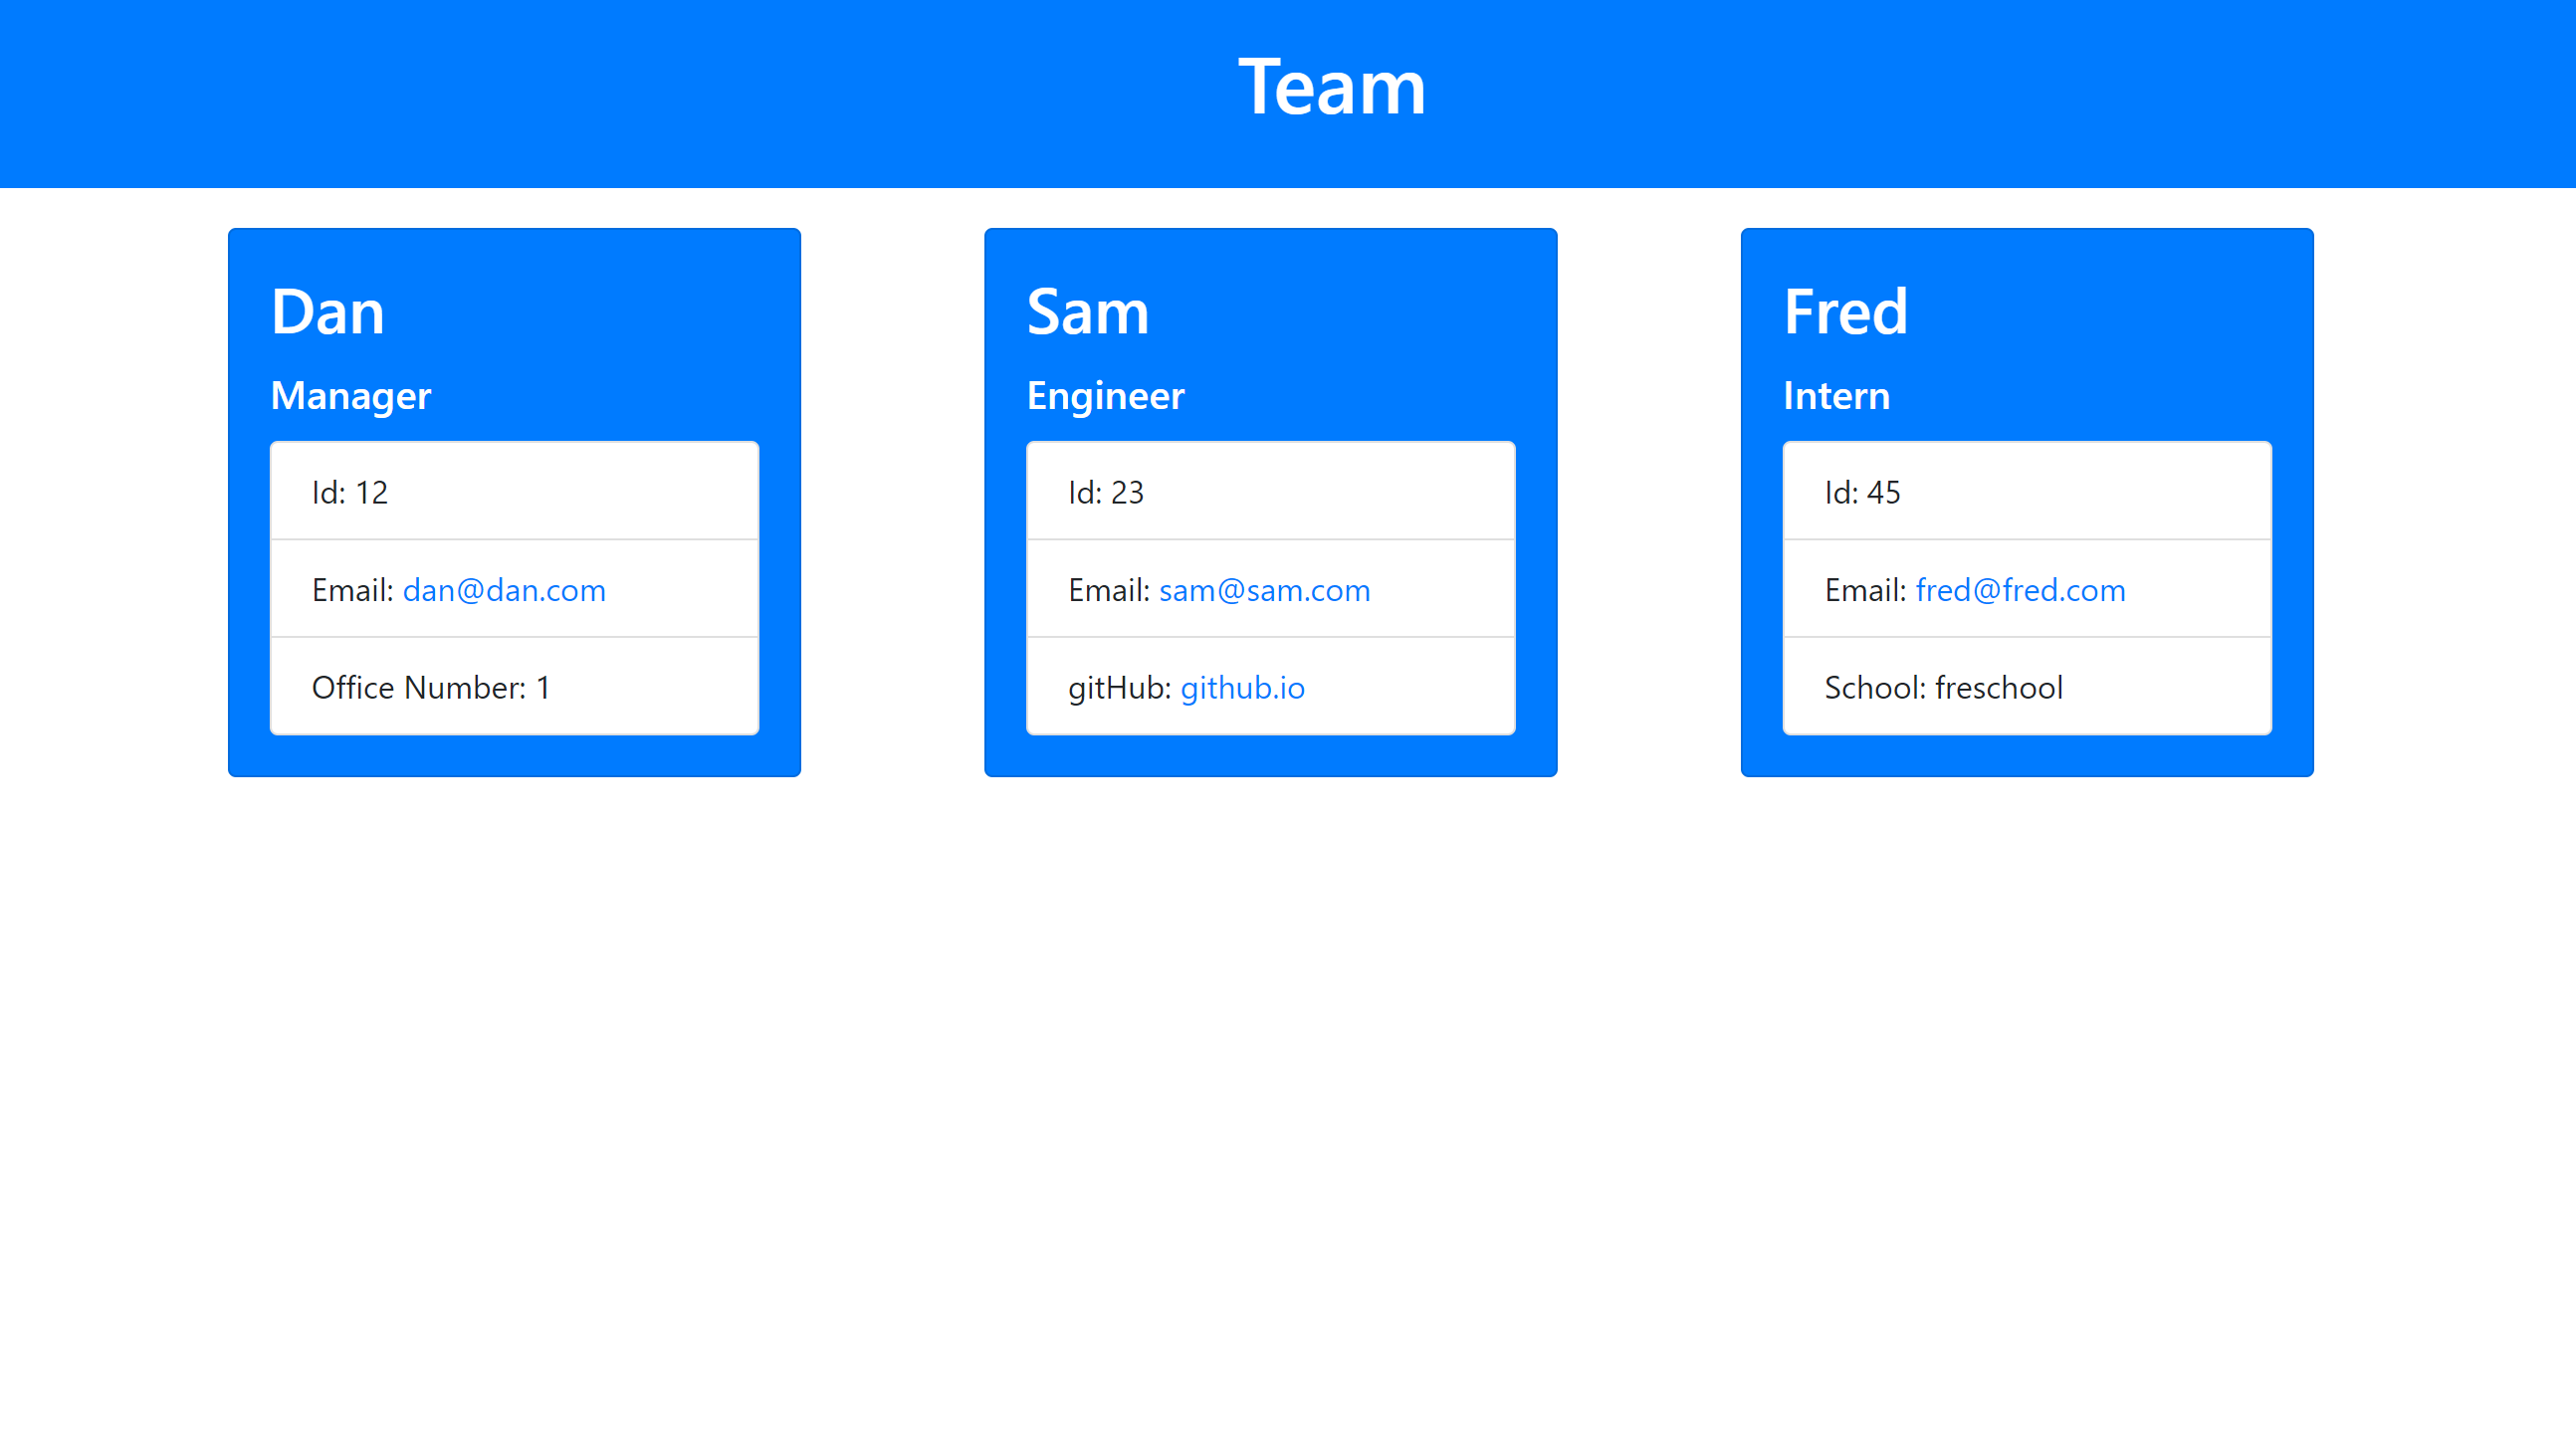 Team
Dan
Manager
Id: 12
Email: dan@dan.com
Office Number: 1
Sam
Engineer
Id: 23
Email: sam@sam.com
gitHub: github.io
Fred
Intern
Id: 45
Email: fred@fred.com
School: freschool